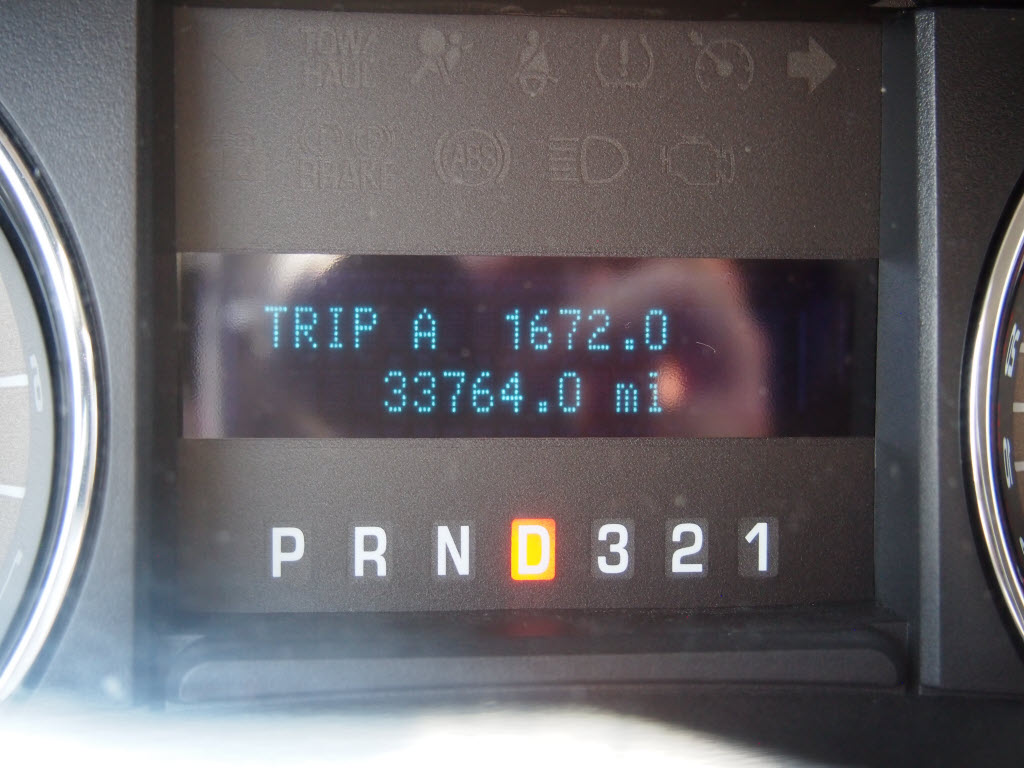 TOW/
HAUL
BRAKE ABS
TRIP A 1672.0
33764.0 mi
P R N D 3 2 1